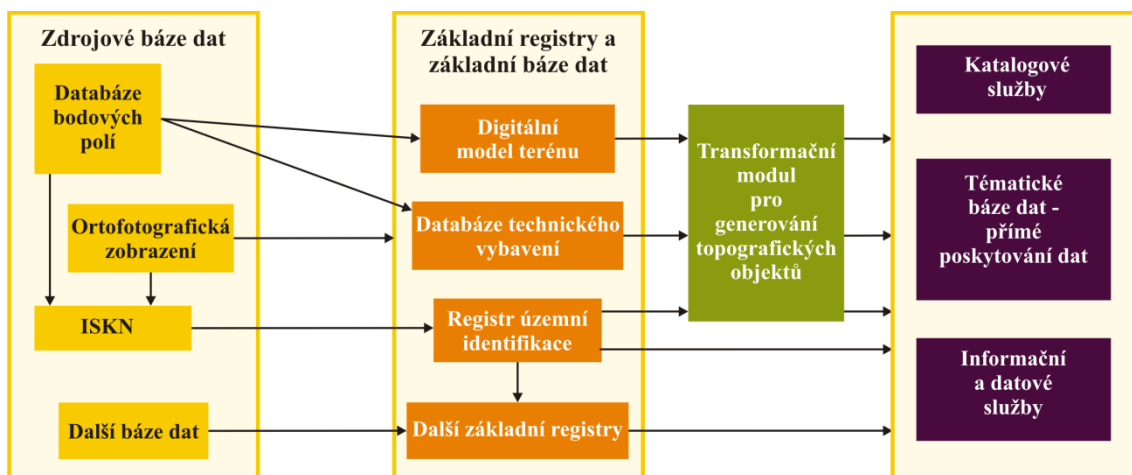 Zdrojové báze dat
Databáze
bodových
polí
Ortofotografická
zobrazení
ISKN
Další báze dat
Základní registry a
základní báze dat
Digitální
model terénu
Databáze technického
vybavení
Registr územní
identifikace
Další základní registry
Transformační
modul
pro
generování
topografických
objektů
Katalogové
služby
Tématické
báze dat -
přímé
poskytování dat
Informační
a datové
služby